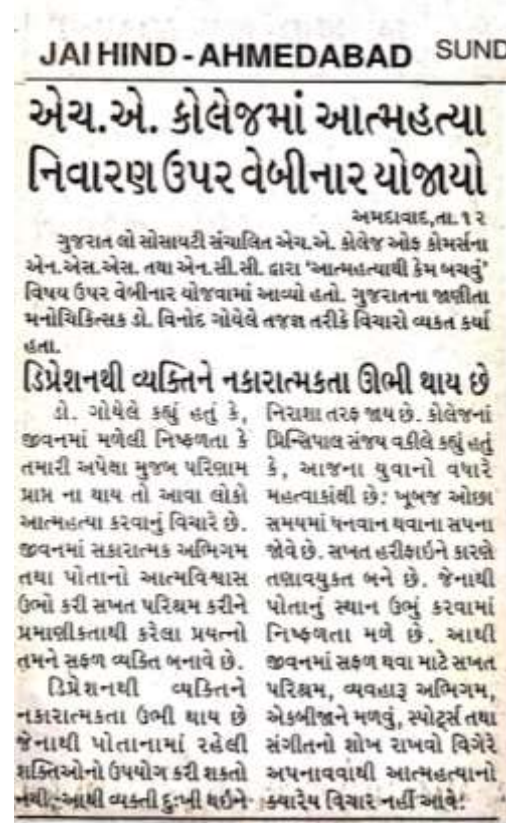 JAI HIND - AHMEDABAD SUND
એચ.એ. કોલેજમાં આત્મહત્યા
નિવારણ ઉપર વેબીનાર યોજાયો
અમદાવાદ,તા.૧૨
ગુજરાત લો સોસાયટી સંચાલિત એચ.એ. કોલેજ ઓફ કોમર્સના
એન.એસ.એસ. તથા એન.સી.સી. દ્વારા ‘આત્મહત્યાથી કેમ બચવું’
વિષય ઉપર વેબીનાર યોજવામાં આવ્યો હતો. ગુજરાતના જાણીતા
મનોચિકિત્સક ડો. વિનોદ ગોયેલે તજજ્ઞ તરીકે વિચારો વ્યકત કર્યા
હતા.
ડિપ્રેશનથી વ્યક્તિને નકારાત્મકતા ઊભી થાય છે
ડો. ગોયેલે કહ્યું હતું કે,
જીવનમાં મળેલી નિષ્ફળતા કે
તમારી અપેક્ષા મુજબ પરિણામ
પ્રાપ્ત ના થાય તો આવા લોકો
આત્મહત્યા કરવાનું વિચારે છે.
જીવનમાં સકારાત્મક અભિગમ
તથા પોતાનો આત્મવિશ્વાસ
ઉભો કરી સખત પરિશ્રમ કરીને
પ્રમાણીકતાથી કરેલા પ્રયત્નો
તમને સફળ વ્યકિત બનાવે છે.
ડિપ્રેશનથી વ્યક્તિને
નકારાત્મકતા ઉભી થાય છે
જેનાથી પોતાનામાં રહેલી
શક્તિઓનો ઉપયોગ કરી શકતો
નથી. આથી વ્યક્તી દુઃખી થઈને
નિરાશા તરફ જાય છે. કોલેજનાં
પ્રિન્સિપાલ સંજય વકીલે કહ્યું હતું
કે, આજના યુવાનો વધારે
મહત્વાકાંક્ષી છે: ખૂબજ ઓછા
સમયમાં ધનવાન થવાના સપના
જોવે છે. સખત હરીફાઇને કારણે
તણાવયુક્ત બને છે. જેનાથી
પોતાનું સ્થાન ઉભું કરવામાં
નિષ્ફળતા મળે છે. આથી
જીવનમાં સફળ થવા માટે સખત
પરિશ્રમ, વ્યવહારૂ અભિગમ,
એકબીજાને મળવું, સ્પોર્ટ્સ તથા
સંગીતનો શોખ રાખવો વિગેરે
અપનાવવાથી આત્મહત્યાનો
ક્યારેય વિચાર નહીં આવે!